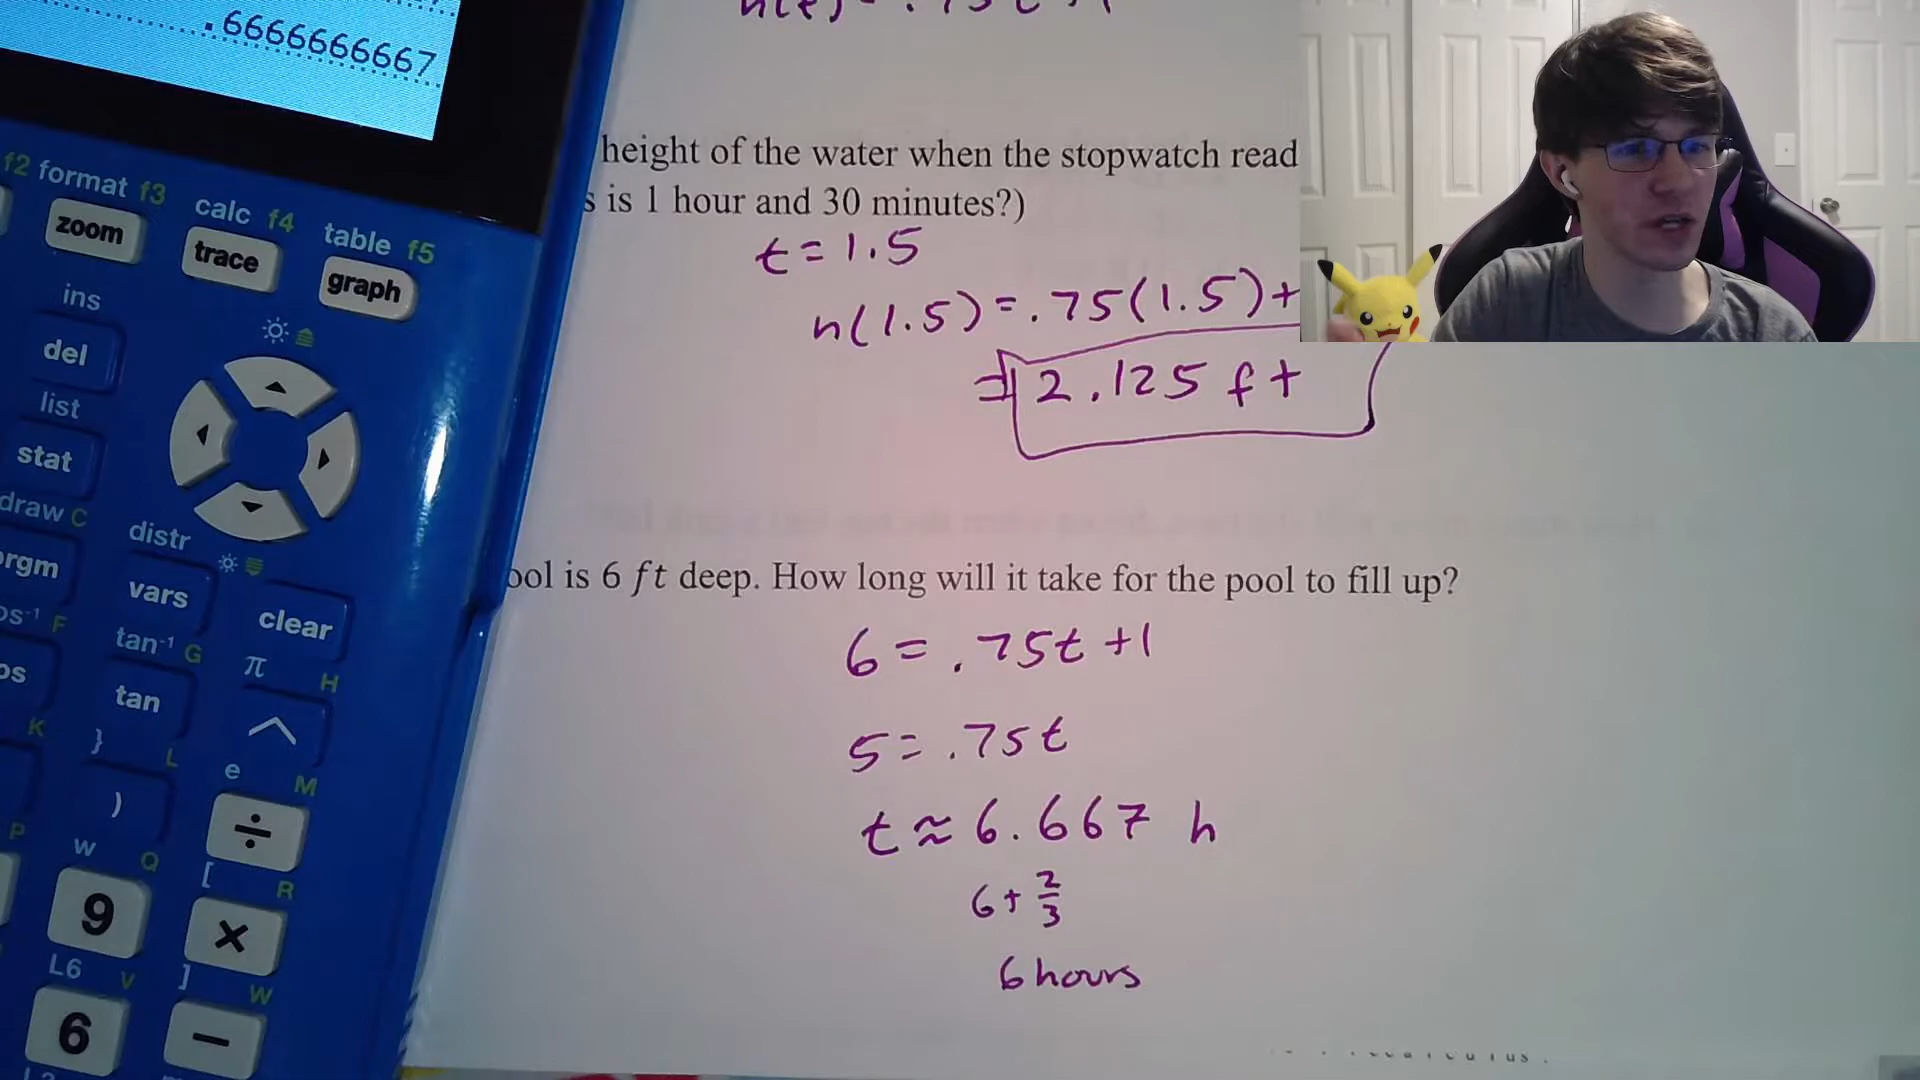 .6666666667
f2 format f3 calc f4 table f5
zoom trace graph
ins
del
list
stat
draw C distr
vars clear
tan⁻¹ G π H
tan ^
K } L e M
) ÷
P W Q [ R
9 ×
L6 V ] W
6 −
height of the water when the stopwatch read
is 1 hour and 30 minutes?)
t = 1.5
h(1.5) = .75(1.5)+
= 2.125 ft
is 6 ft deep. How long will it take for the pool to fill up?
6 = .75t +1
5 = .75t
t ≈ 6.667 h
6 + 2/3
6 hours